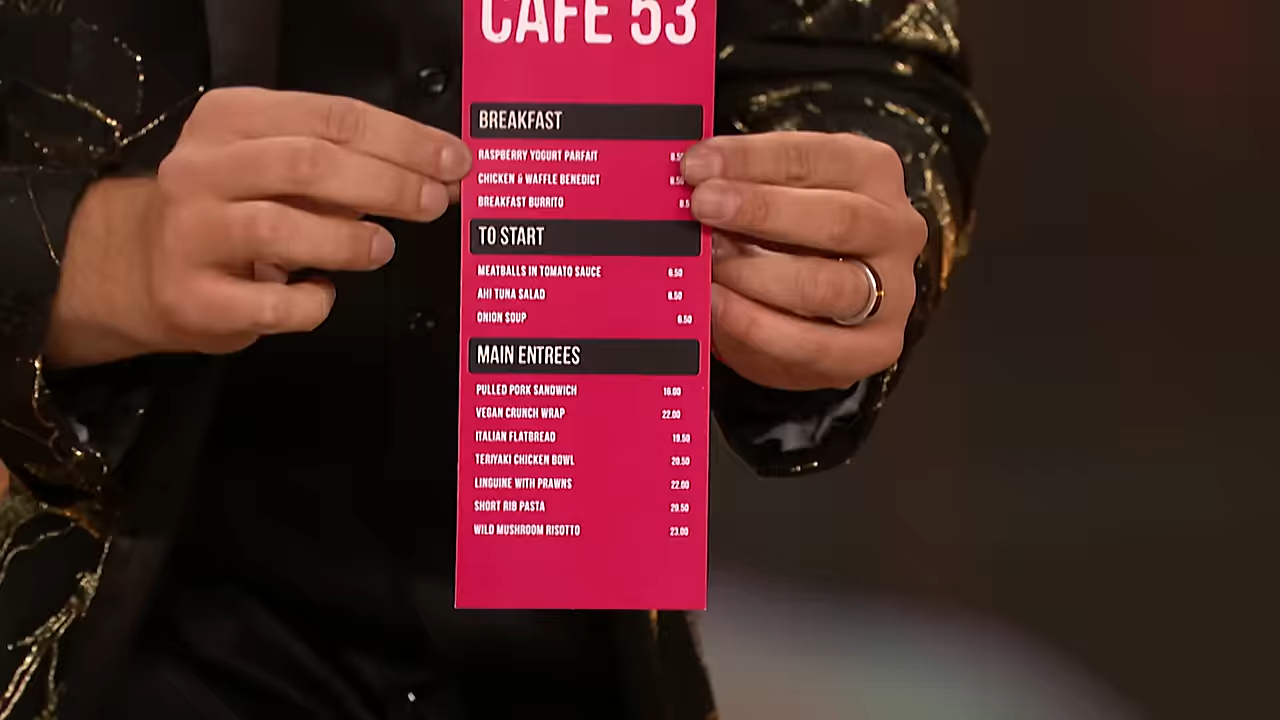 CAFE 53
BREAKFAST
RASPBERRY YOGURT PARFAIT
CHICKEN & WAFFLE BENEDICT
BREAKFAST BURRITO
TO START
MEATBALLS IN TOMATO SAUCE 6.50
AHI TUNA SALAD 6.50
ONION SOUP 6.50
MAIN ENTREES
PULLED PORK SANDWICH
VEGAN CRUNCH WRAP 22.00
ITALIAN FLATBREAD 19.50
TERIYAKI CHICKEN BOWL 20.50
LINGUINE WITH PRAWNS 22.00
SHORT RIB PASTA 29.50
WILD MUSHROOM RISOTTO 23.00